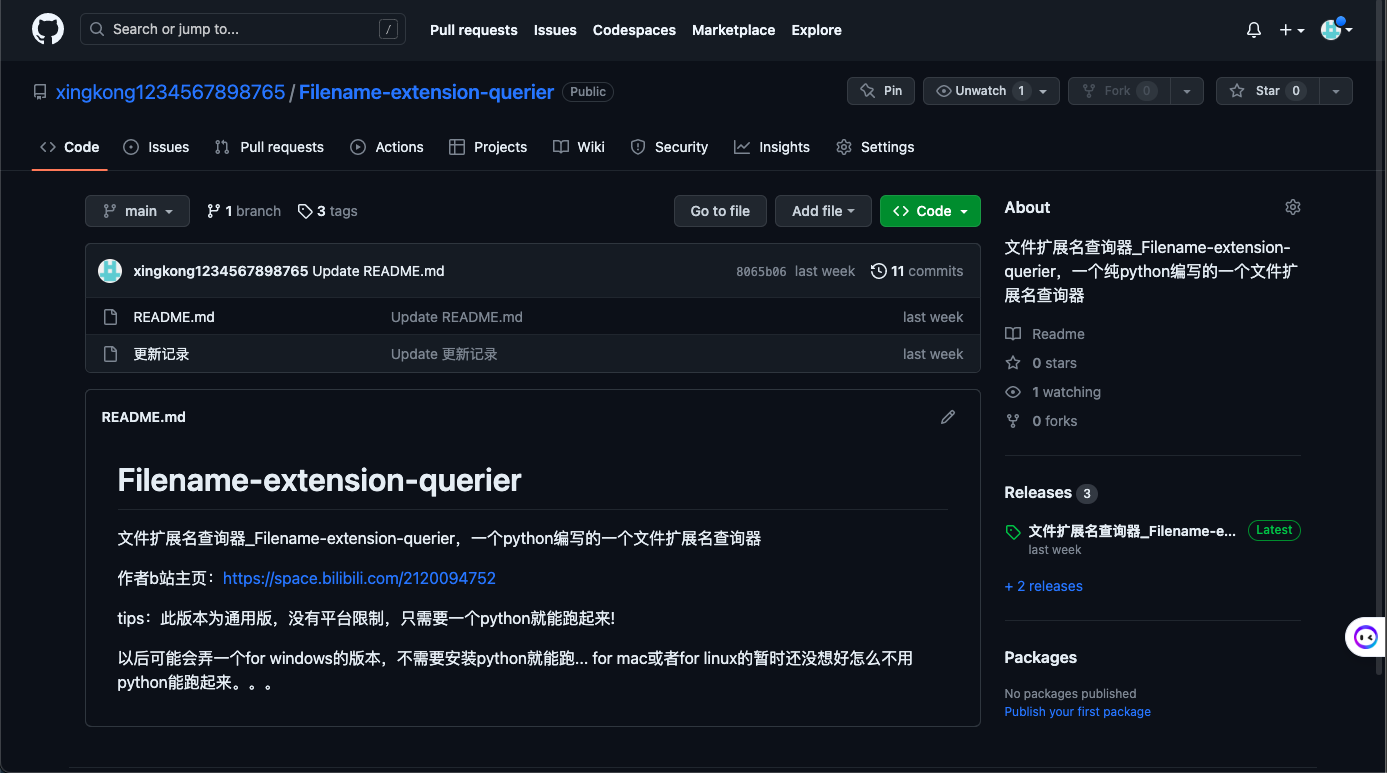 Search or jump to... /
Pull requests Issues Codespaces Marketplace Explore
xingkong1234567898765 / Filename-extension-querier Public
Pin Unwatch 1 Fork 0 Star 0
Code Issues Pull requests Actions Projects Wiki Security Insights Settings
main 1 branch 3 tags Go to file Add file Code
xingkong1234567898765 Update README.md 8065b06 last week 11 commits
README.md Update README.md last week
更新记录 Update 更新记录 last week
README.md
Filename-extension-querier
文件扩展名查询器_Filename-extension-querier，一个python编写的一个文件扩展名查询器
作者b站主页：https://space.bilibili.com/2120094752
tips：此版本为通用版，没有平台限制，只需要一个python就能跑起来!
以后可能会弄一个for windows的版本，不需要安装python就能跑... for mac或者for linux的暂时还没想好怎么不用
python能跑起来。。。
About
文件扩展名查询器_Filename-extension-
querier，一个纯python编写的一个文件扩
展名查询器
Readme
0 stars
1 watching
0 forks
Releases 3
文件扩展名查询器_Filename-e... Latest
last week
+ 2 releases
Packages
No packages published
Publish your first package